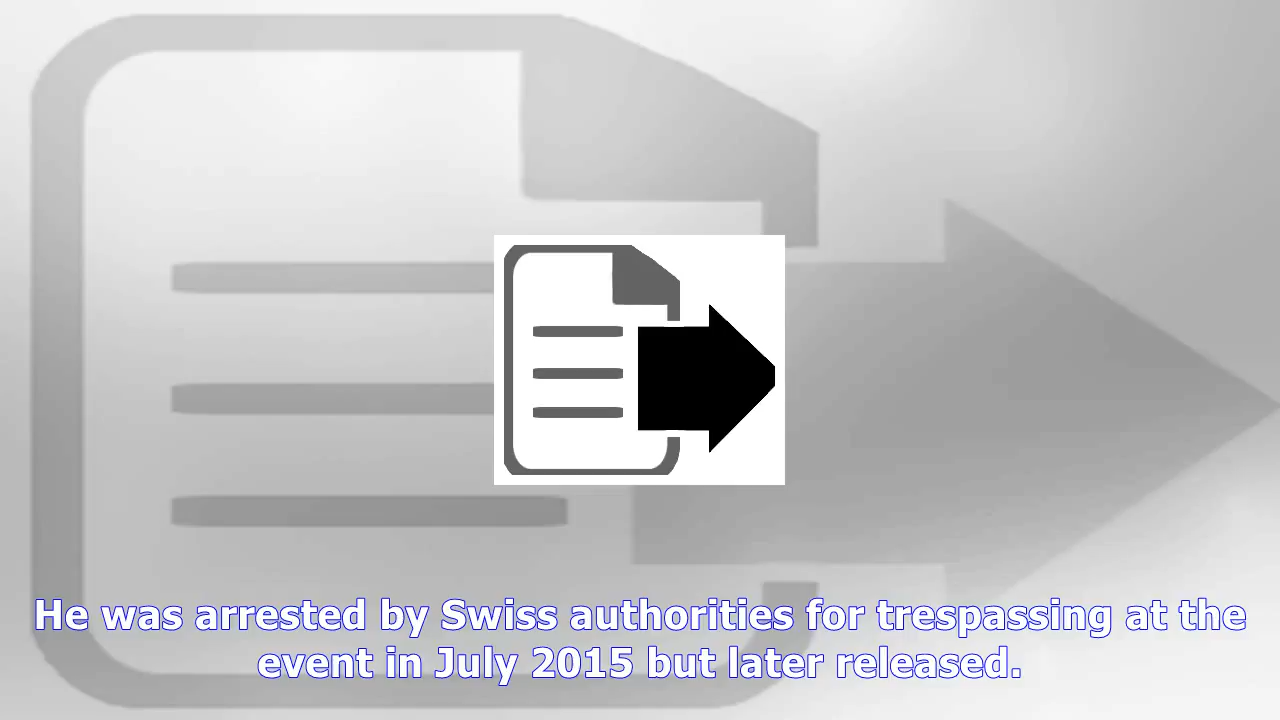 He was arrested by Swiss authorities for trespassing at the
event in July 2015 but later released.